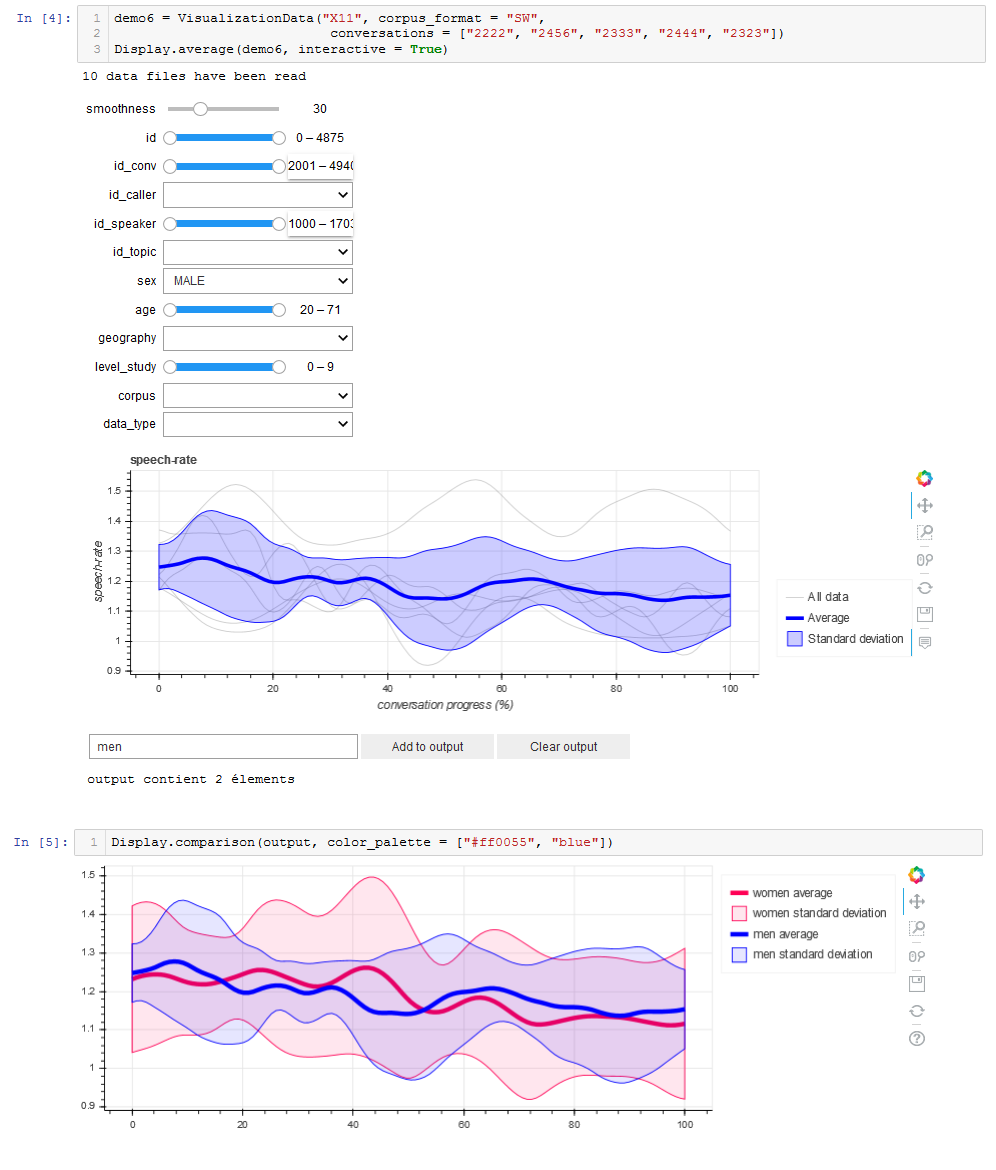 In [4]:
1 demo6 = VisualizationData("X11", corpus_format = "SW",
2 conversations = ["2222", "2456", "2333", "2444", "2323"])
3 Display.average(demo6, interactive = True)
10 data files have been read
smoothness 30
id 0 – 4875
id_conv 2001 – 4940
id_caller
id_speaker 1000 – 1703
id_topic
sex MALE
age 20 – 71
geography
level_study 0 – 9
corpus
data_type
speech-rate
1.5
1.4
1.3
1.2
1.1
1
0.9
speech-rate
0 20 40 60 80 100
conversation progress (%)
All data
Average
Standard deviation
men Add to output Clear output
output contient 2 élements
In [5]:
1 Display.comparison(output, color_palette = ["#ff0055", "blue"])
1.5
1.4
1.3
1.2
1.1
1
0.9
0 20 40 60 80 100
women average
women standard deviation
men average
men standard deviation